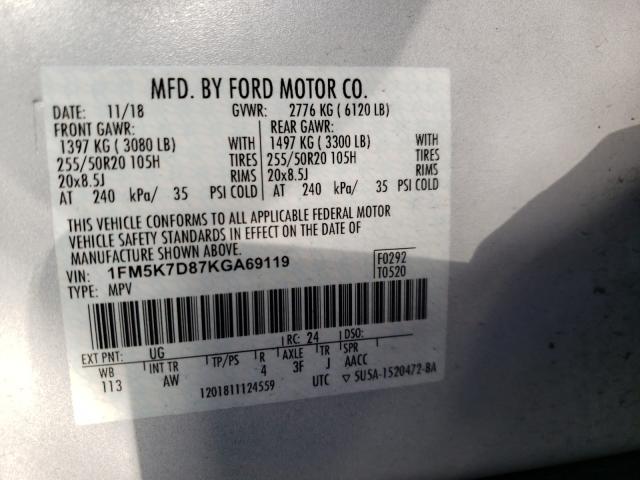 MFD. BY FORD MOTOR CO.
DATE: 11/18 GVWR: 2776 KG ( 6120 LB)
FRONT GAWR: REAR GAWR:
1397 KG ( 3080 LB) WITH 1497 KG ( 3300 LB) WITH
255/50R20 105H TIRES 255/50R20 105H TIRES
20x8.5J RIMS 20x8.5J RIMS
AT 240 kPa/ 35 PSI COLD AT 240 kPa/ 35 PSI COLD
THIS VEHICLE CONFORMS TO ALL APPLICABLE FEDERAL MOTOR
VEHICLE SAFETY STANDARDS IN EFFECT ON THE DATE OF
MANUFACTURE SHOWN ABOVE.
VIN: 1FM5K7D87KGA69119 F0292
TYPE: MPV T0520
EXT PNT: UG RC: 24 DSO:
WB INT TR TP/PS R AXLE TR SPR
113 AW 4 3F J AACC
1201811124559 UTC ▽ 5U5A-1520472-BA